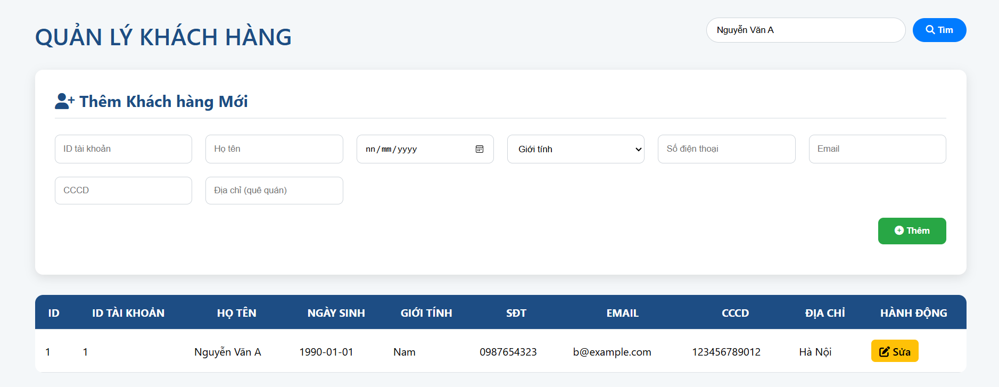 QUẢN LÝ KHÁCH HÀNG
Nguyễn Văn A
Tìm
Thêm Khách hàng Mới
ID tài khoản Họ tên nn/mm/yyyy Giới tính Số điện thoại Email
CCCD Địa chỉ (quê quán)
Thêm
ID ID TÀI KHOẢN HỌ TÊN NGÀY SINH GIỚI TÍNH SĐT EMAIL CCCD ĐỊA CHỈ HÀNH ĐỘNG
1 1 Nguyễn Văn A 1990-01-01 Nam 0987654323 b@example.com 123456789012 Hà Nội Sửa